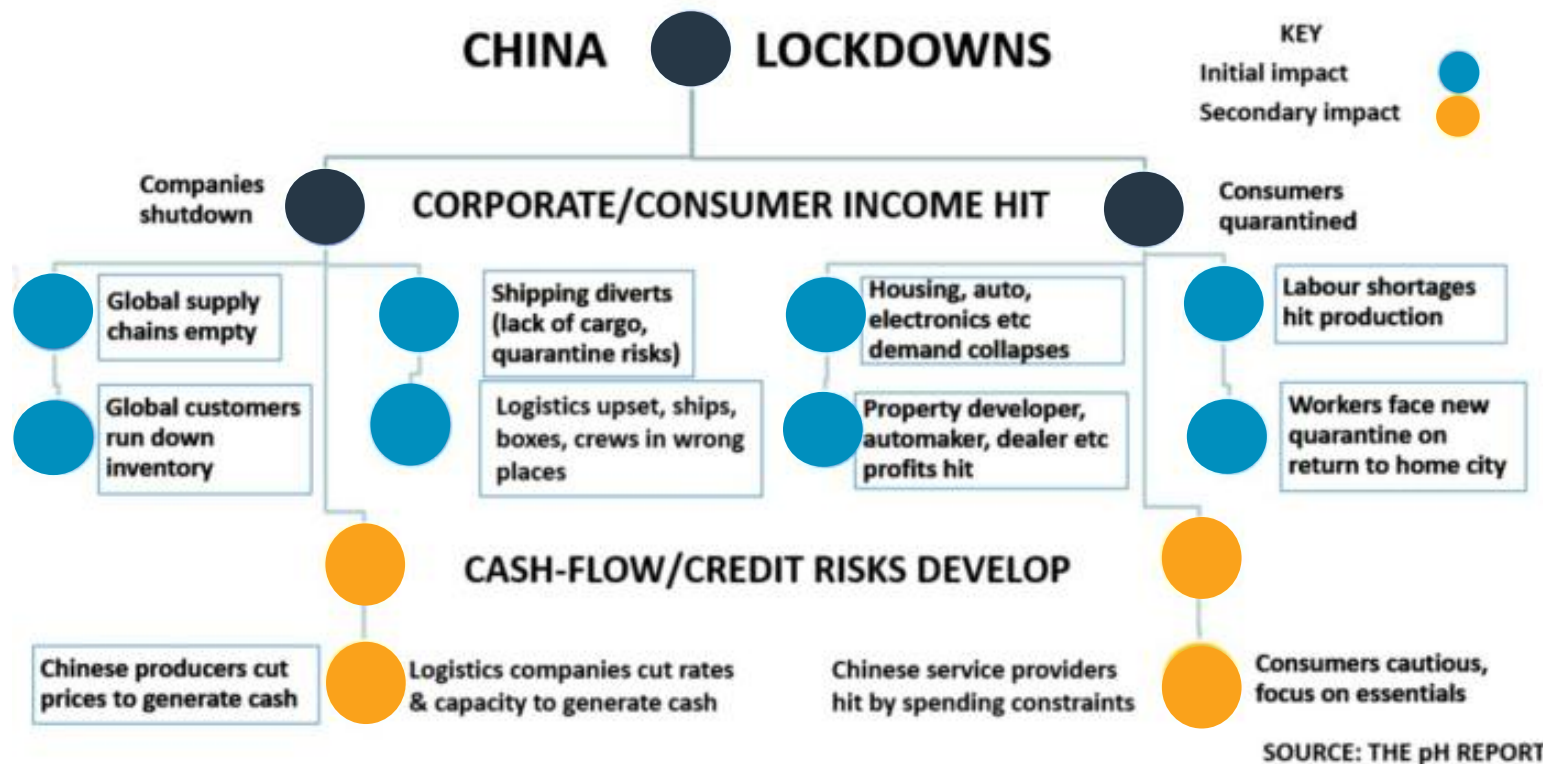 CHINA LOCKDOWNS
KEY
Initial impact
Secondary impact
Companies
shutdown
CORPORATE/CONSUMER INCOME HIT
Consumers
quarantined
Global supply
chains empty
Shipping diverts
(lack of cargo,
quarantine risks)
Housing, auto,
electronics etc
demand collapses
Labour shortages
hit production
Global customers
run down
inventory
Logistics upset, ships,
boxes, crews in wrong
places
Property developer,
automaker, dealer etc
profits hit
Workers face new
quarantine on
return to home city
CASH-FLOW/CREDIT RISKS DEVELOP
Chinese producers cut
prices to generate cash
Logistics companies cut rates
& capacity to generate cash
Chinese service providers
hit by spending constraints
Consumers cautious,
focus on essentials
SOURCE: THE pH REPORT